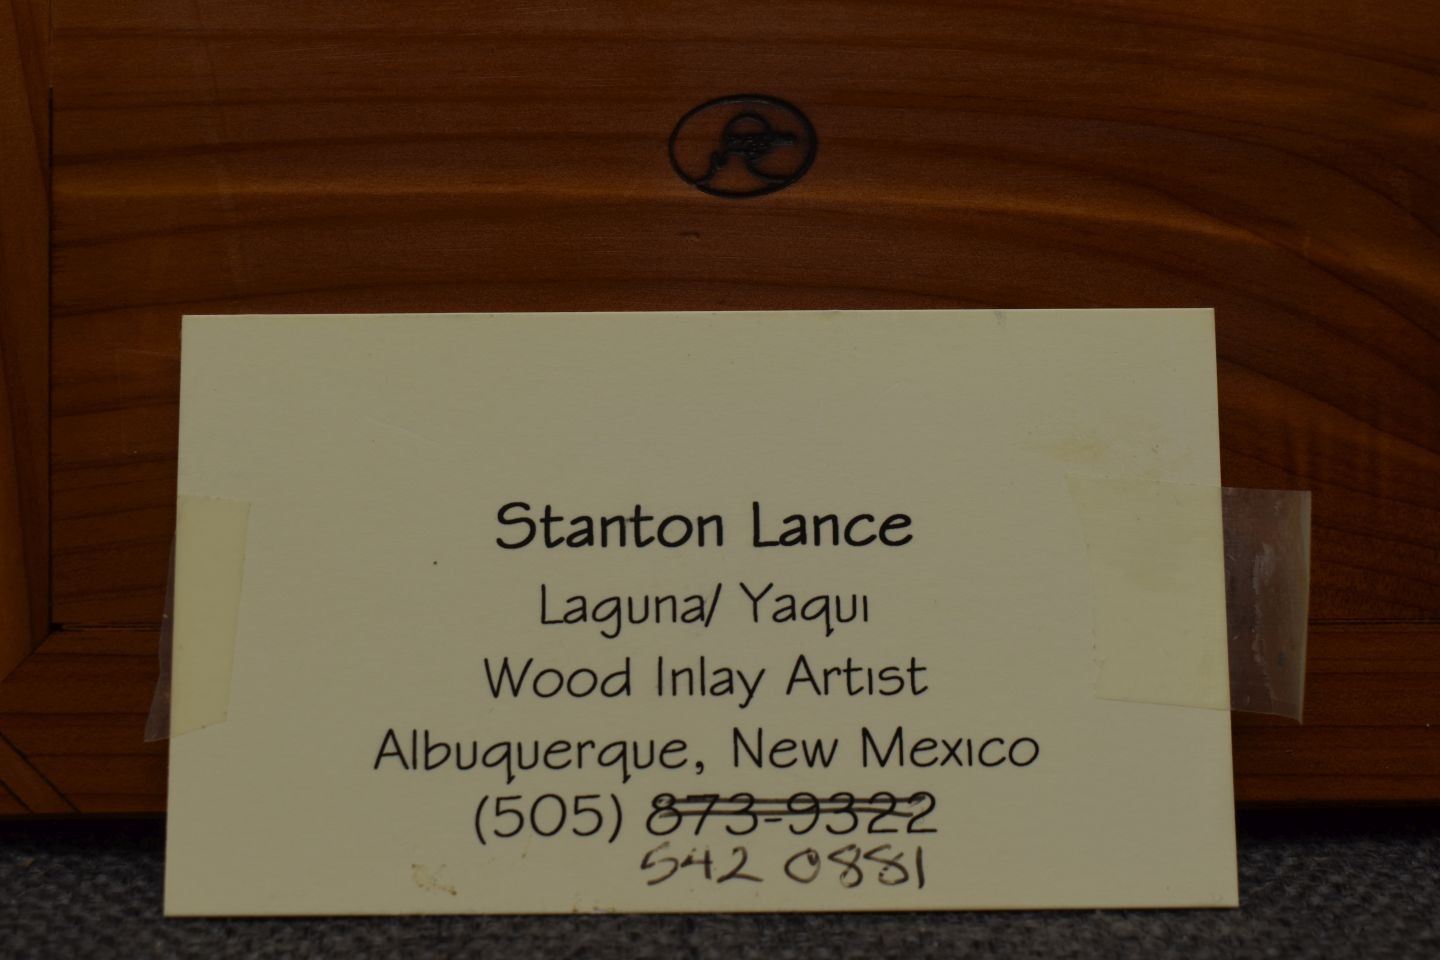 Stanton Lance
Laguna/ Yaqui
Wood Inlay Artist
Albuquerque, New Mexico
(505) 873-9322
542 0881